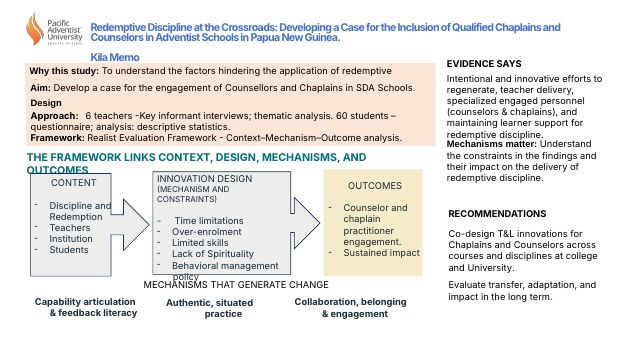 Pacific
Adventist
University
EDUCATE TO SERVE
Redemptive Discipline at the Crossroads: Developing a Case for the Inclusion of Qualified Chaplains and
Counselors in Adventist Schools in Papua New Guinea.
Kila Memo
Why this study: To understand the factors hindering the application of redemptive
Aim: Develop a case for the engagement of Counsellors and Chaplains in SDA Schools.
Design
Approach: 6 teachers -Key informant interviews; thematic analysis. 60 students –
questionnaire; analysis: descriptive statistics.
Framework: Realist Evaluation Framework - Context–Mechanism–Outcome analysis.
THE FRAMEWORK LINKS CONTEXT, DESIGN, MECHANISMS, AND
OUTCOMES
CONTENT
- Discipline and
Redemption
- Teachers
- Institution
- Students
INNOVATION DESIGN
(MECHANISM AND
CONSTRAINTS)
- Time limitations
- Over-enrolment
- Limited skills
- Lack of Spirituality
- Behavioral management
policy
OUTCOMES
- Counselor and
chaplain
practitioner
engagement.
- Sustained impact
MECHANISMS THAT GENERATE CHANGE
Capability articulation
& feedback literacy
Authentic, situated
practice
Collaboration, belonging
& engagement
EVIDENCE SAYS
Intentional and innovative efforts to
regenerate, teacher delivery,
specialized engaged personnel
(counselors & chaplains), and
maintaining learner support for
redemptive discipline.
Mechanisms matter: Understand
the constraints in the findings and
their impact on the delivery of
redemptive discipline.
RECOMMENDATIONS
Co-design T&L innovations for
Chaplains and Counselors across
courses and disciplines at college
and University.
Evaluate transfer, adaptation, and
impact in the long term.